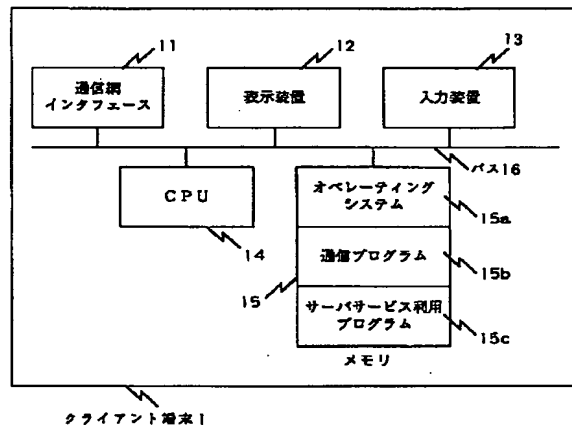 11
12
13
通信網
インタフェース
表示装置
入力装置
バス16
CPU
14
オペレーティング
システム
15a
通信プログラム
15
15b
サーバサービス利用
プログラム
15c
メモリ
クライアント端末1